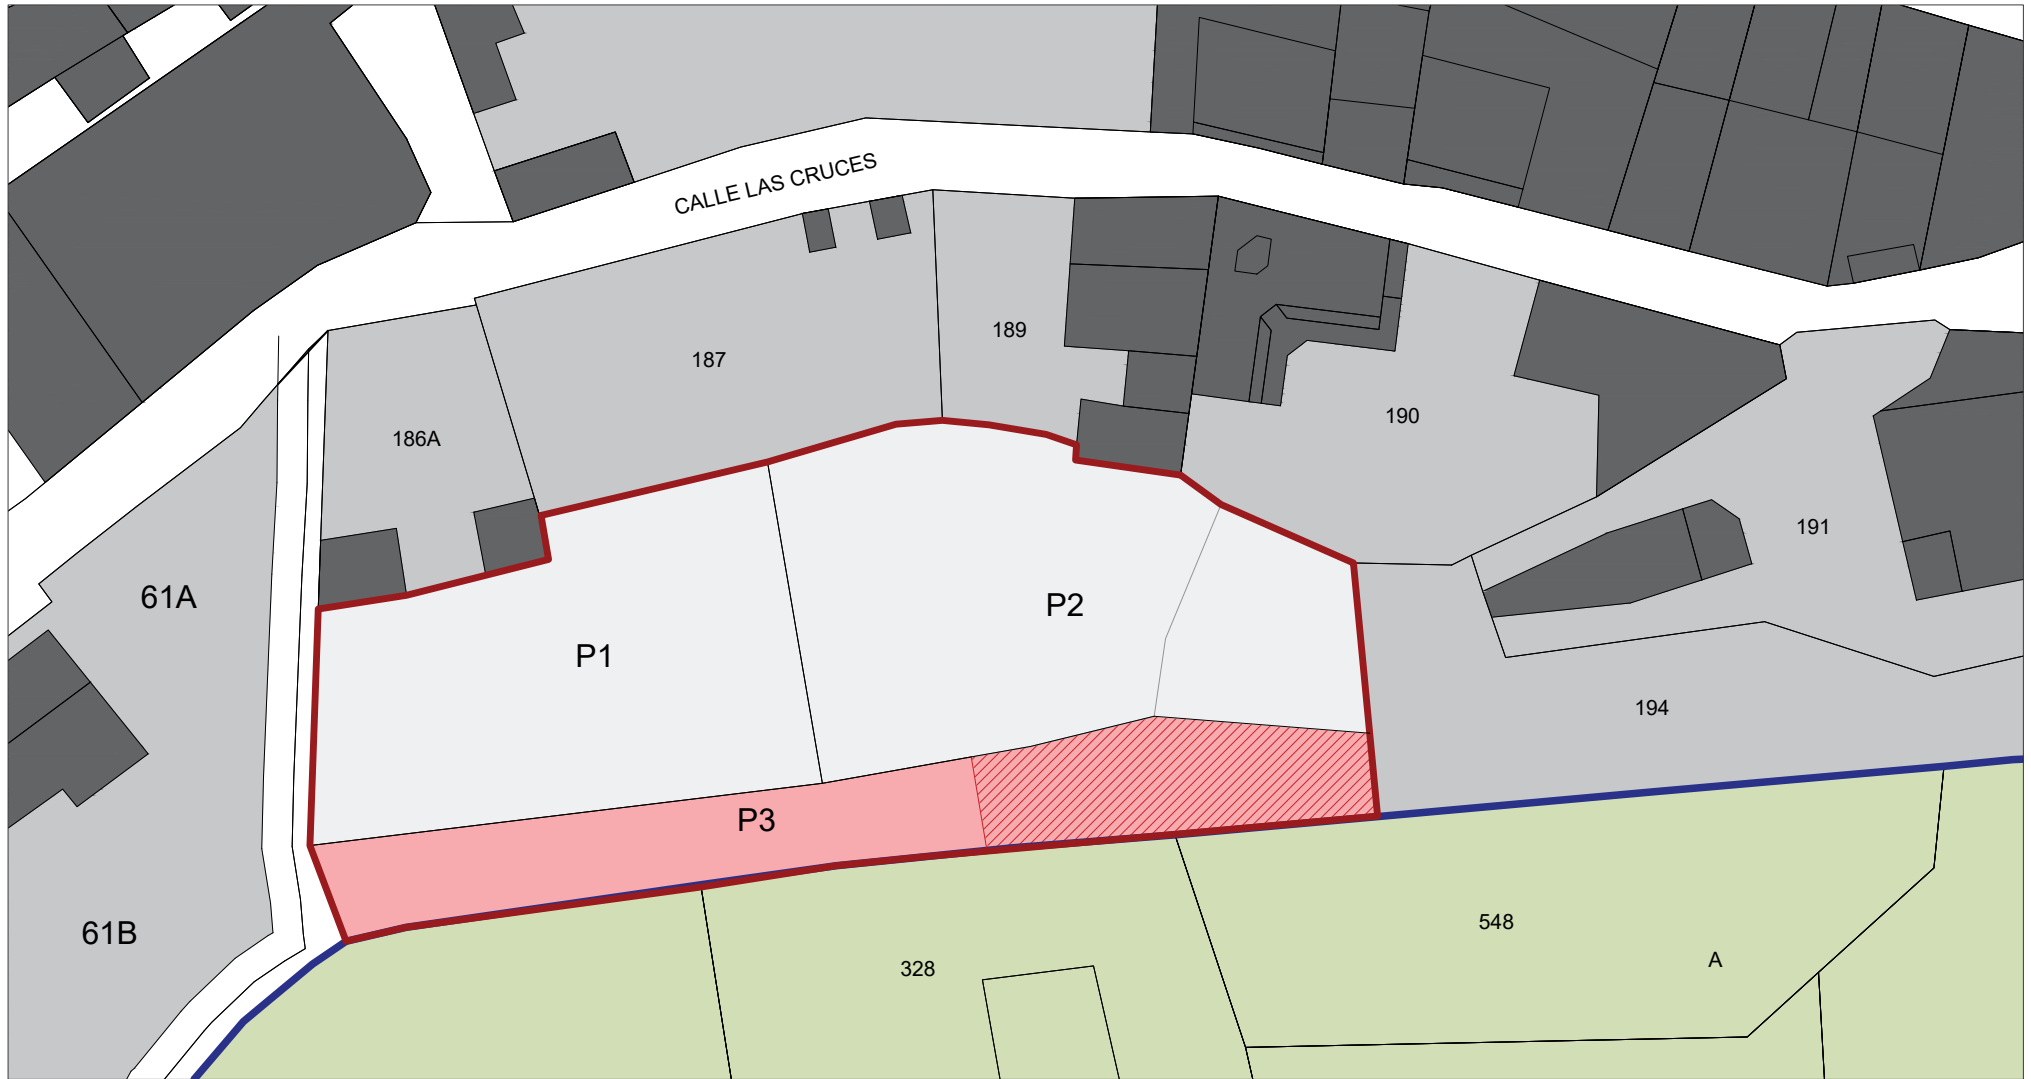 CALLE LAS CRUCES
189
187
190
186A
191
61A
P2
P1
194
P3
548
61B
A
328